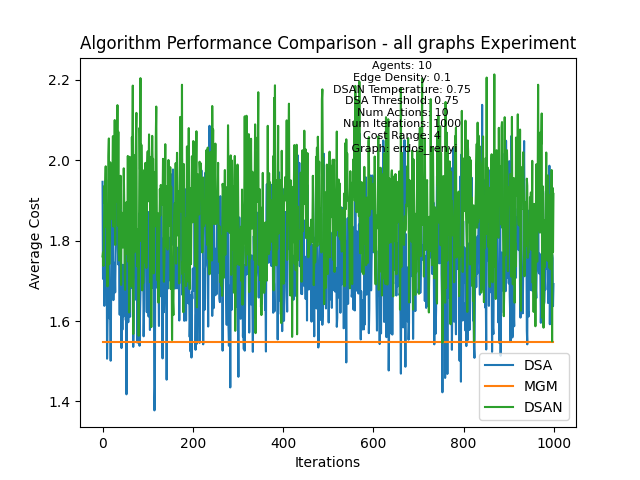 Algorithm Performance Comparison - all graphs Experiment
Agents: 10
Edge Density: 0.1
DSAN Temperature: 0.75
DSA Threshold: 0.75
Num Actions: 10
Num Iterations: 1000
Cost Range: 4
Graph: erdos_renyi
2.2
2.0
1.8
1.6
1.4
Average Cost
DSA
MGM
DSAN
0
200
400
600
800
1000
Iterations